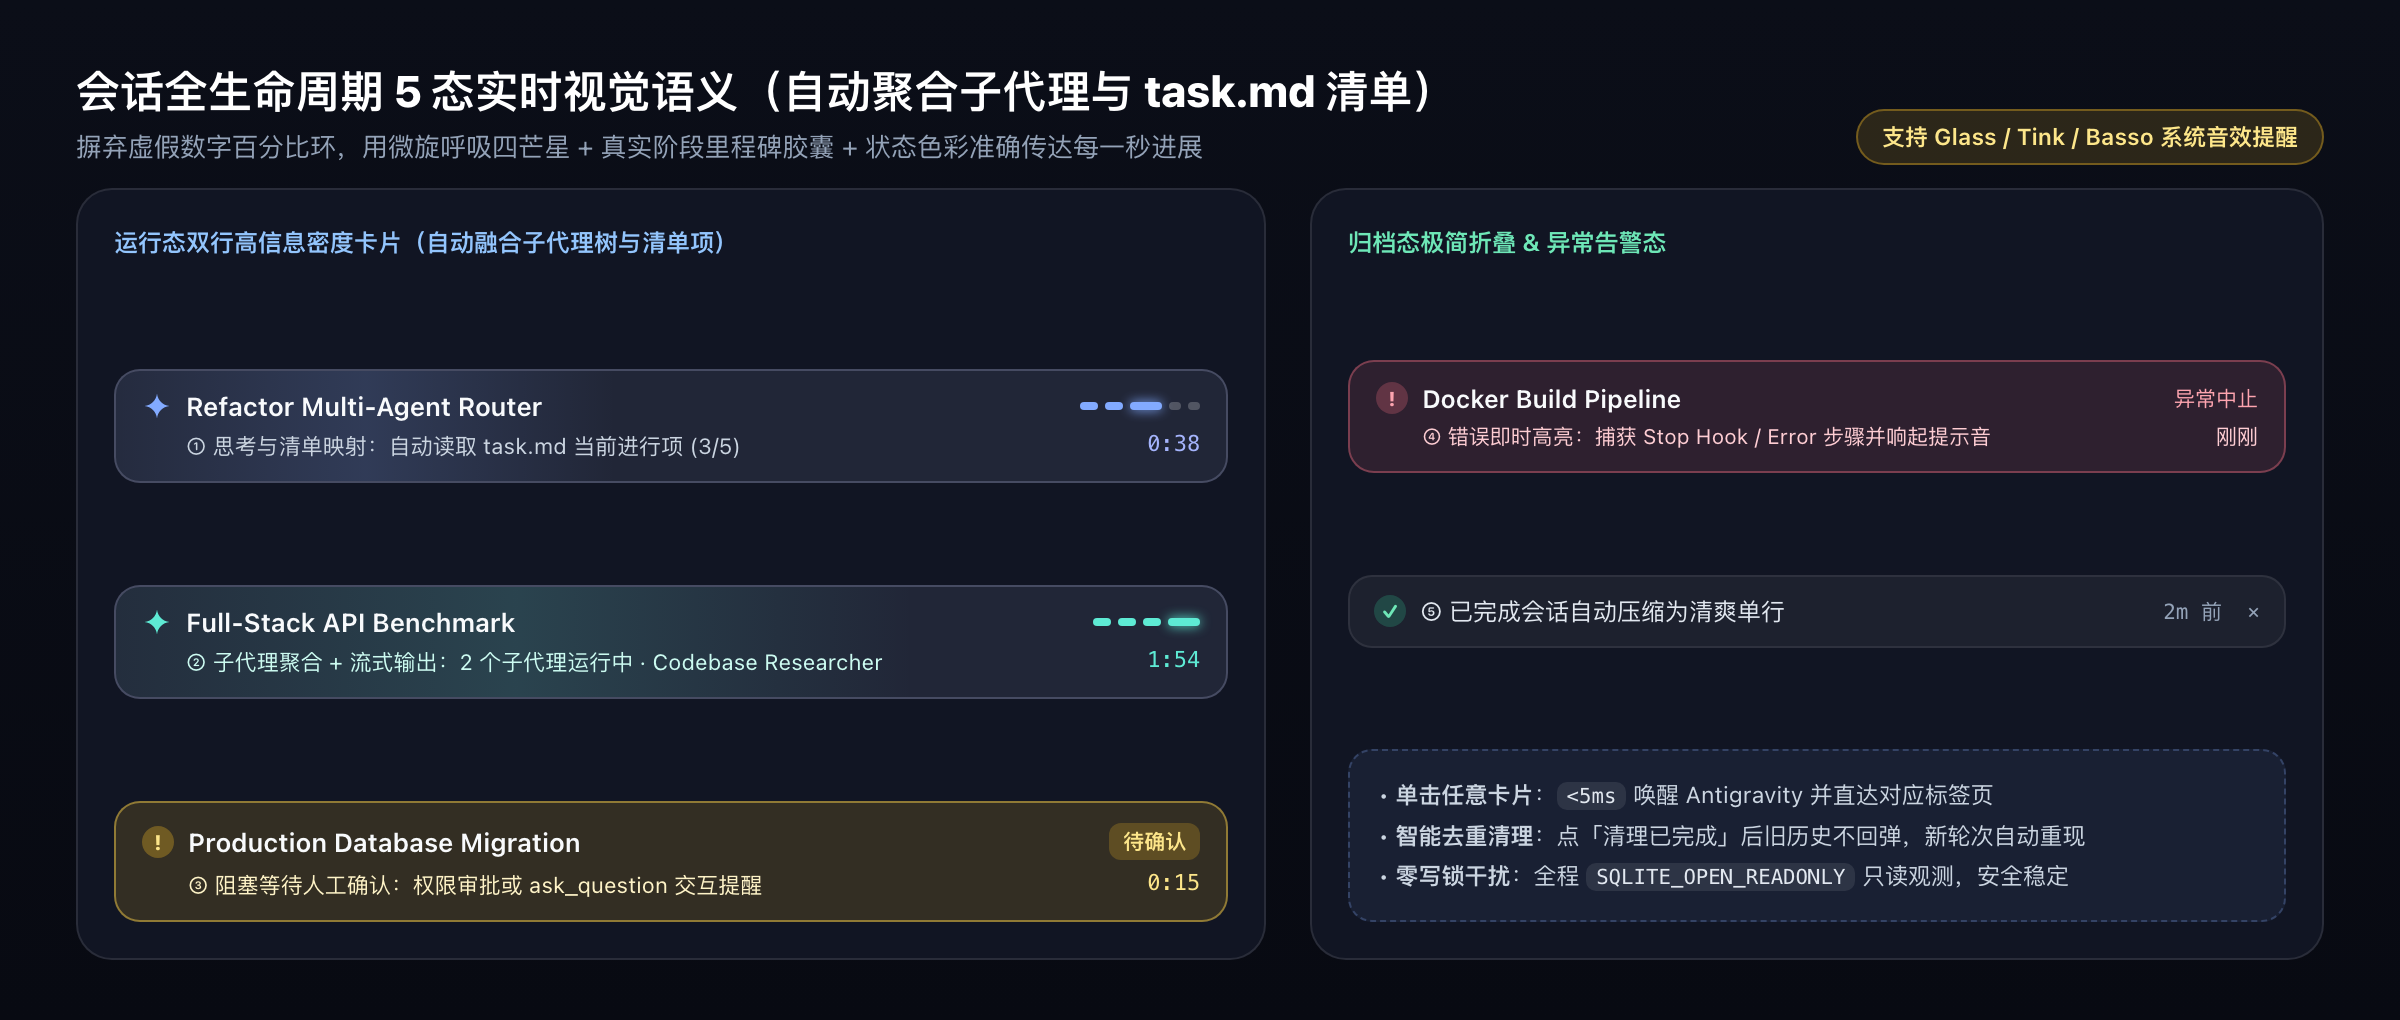 会话全生命周期 5 态实时视觉语义（自动聚合子代理与 task.md 清单）
摒弃虚假数字百分比环，用微旋呼吸四芒星 + 真实阶段里程碑胶囊 + 状态色彩准确传达每一秒进展
支持 Glass / Tink / Basso 系统音效提醒
运行态双行高信息密度卡片（自动融合子代理树与清单项）
Refactor Multi-Agent Router
① 思考与清单映射：自动读取 task.md 当前进行项 (3/5)
0:38
Full-Stack API Benchmark
② 子代理聚合 + 流式输出：2 个子代理运行中 · Codebase Researcher
1:54
! Production Database Migration
待确认
③ 阻塞等待人工确认：权限审批或 ask_question 交互提醒
0:15
归档态极简折叠 & 异常告警态
! Docker Build Pipeline
异常中止
④ 错误即时高亮：捕获 Stop Hook / Error 步骤并响起提示音
刚刚
✓ ⑤ 已完成会话自动压缩为清爽单行
2m 前 ×
• 单击任意卡片：<5ms 唤醒 Antigravity 并直达对应标签页
• 智能去重清理：点「清理已完成」后旧历史不回弹，新轮次自动重现
• 零写锁干扰：全程 SQLITE_OPEN_READONLY 只读观测，安全稳定